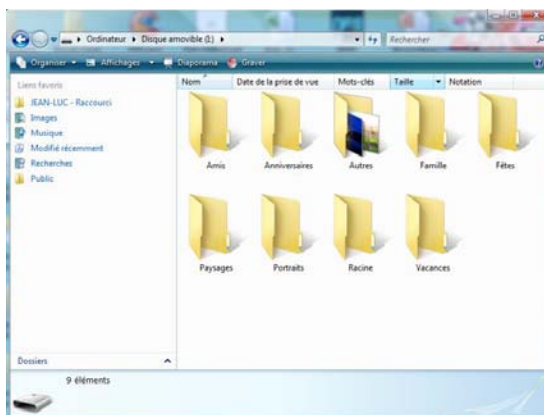 Ordinateur ▸ Disque amovible (I:) ▸
Rechercher
Organiser Affichages Diaporama Graver
Liens favoris
JEAN-LUC - Raccourci
Images
Musique
Modifié récemment
Recherches
Public
Dossiers
Nom Date de la prise de vue Mots-clés Taille Notation
Amis Anniversaires Autres Famille Fêtes
Paysages Portraits Racine Vacances
9 éléments